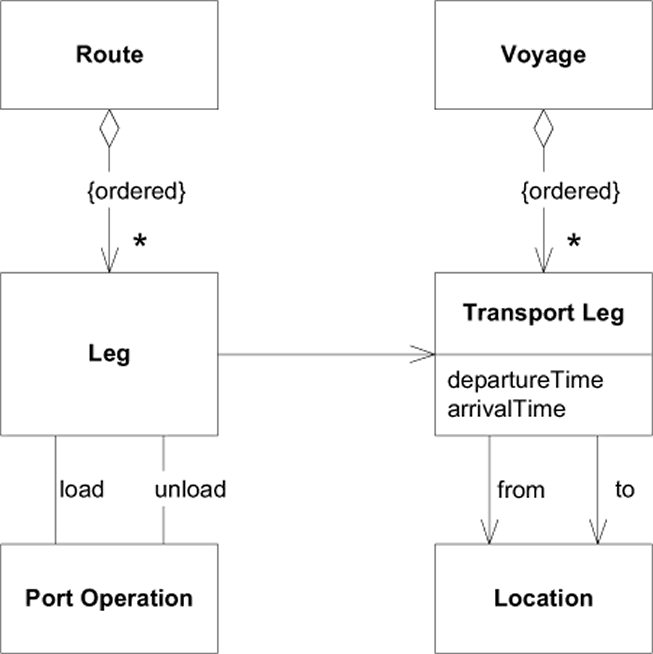 Route
Voyage
{ordered}
{ordered}
*
*
Leg
Transport Leg
departureTime
arrivalTime
load
unload
from
to
Port Operation
Location